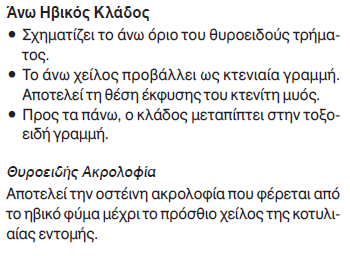 Άνω Ηβικός Κλάδος
• Σχηματίζει το άνω όριο του θυροειδούς τρήμα-
τος.
• Το άνω χείλος προβάλλει ως κτενιαία γραμμή.
Αποτελεί τη θέση έκφυσης του κτενίτη μυός.
• Προς τα πάνω, ο κλάδος μεταπίπτει στην τοξο-
ειδή γραμμή.
Θυροειδής Ακρολοφία
Αποτελεί την οστέινη ακρολοφία που φέρεται από
το ηβικό φύμα μέχρι το πρόσθιο χείλος της κοτυλι-
αίας εντομής.